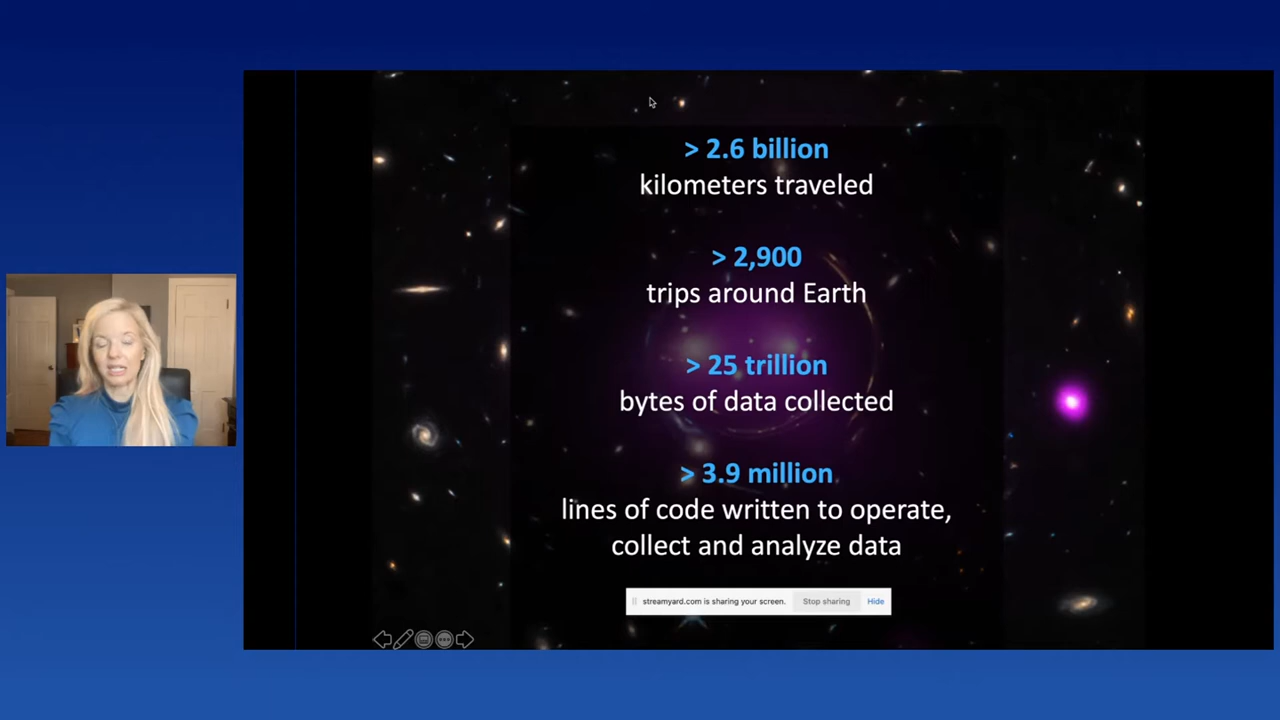 > 2.6 billion
kilometers traveled
> 2,900
trips around Earth
> 25 trillion
bytes of data collected
> 3.9 million
lines of code written to operate,
collect and analyze data
streamyard.com is sharing your screen. Stop sharing Hide